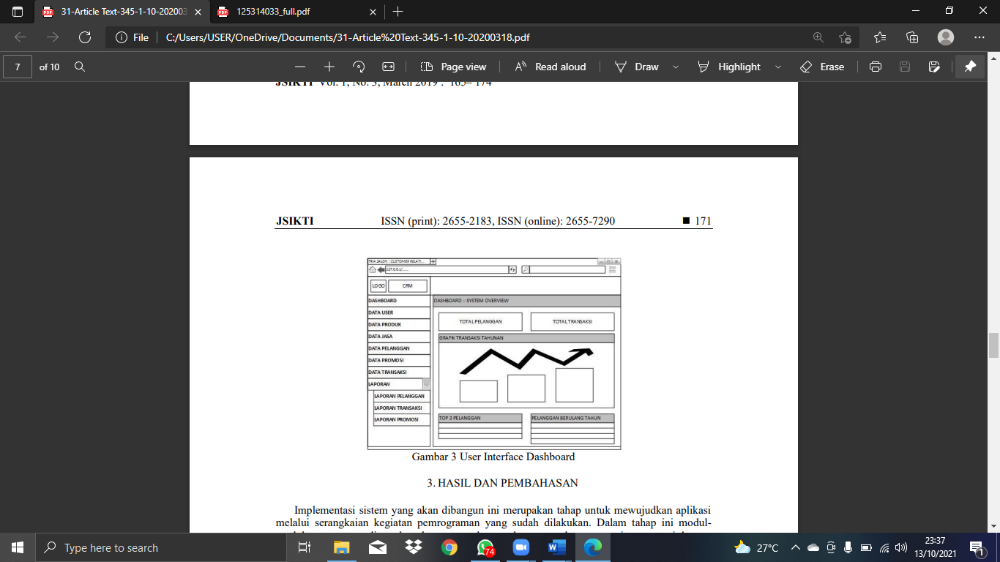 31-Article Text-345-1-10-202003
125314033_full.pdf
File
C:/Users/USER/OneDrive/Documents/31-Article%20Text-345-1-10-20200318.pdf
7 of 10
Page view
Read aloud
Draw
Highlight
Erase
JSIKTI Vol. 1, No. 3, March 2019 : 165– 174
JSIKTI ISSN (print): 2655-2183, ISSN (online): 2655-7290 ■ 171
TRIA SALON :: CUSTOMER RELATI...
127.0.0.1/......
LOGO CRM
DASHBOARD
DATA USER
DATA PRODUK
DATA JASA
DATA PELANGGAN
DATA PROMOSI
DATA TRANSAKSI
LAPORAN
LAPORAN PELANGGAN
LAPORAN TRANSAKSI
LAPORAN PROMOSI
DASHBOARD :: SYSTEM OVERVIEW
TOTAL PELANGGAN TOTAL TRANSAKSI
GRAFIK TRANSAKSI TAHUNAN
TOP 3 PELANGGAN PELANGGAN BERULANG TAHUN
Gambar 3 User Interface Dashboard
3. HASIL DAN PEMBAHASAN
Implementasi sistem yang akan dibangun ini merupakan tahap untuk mewujudkan aplikasi
melalui serangkaian kegiatan pemrograman yang sudah dilakukan. Dalam tahap ini modul-
Type here to search
74
27°C
23:37
13/10/2021
1